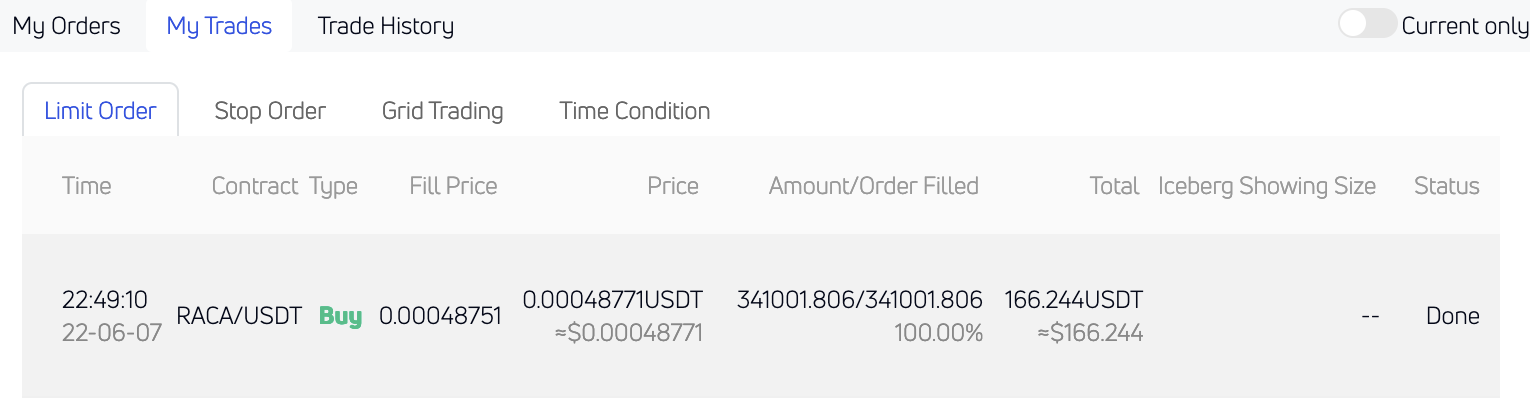 My Orders My Trades Trade History Current only
Limit Order Stop Order Grid Trading Time Condition
Time Contract Type Fill Price Price Amount/Order Filled Total Iceberg Showing Size Status
22:49:10 0.00048771USDT 341001.806/341001.806 166.244USDT
RACA/USDT Buy 0.00048751 -- Done
22-06-07 ≈$0.00048771 100.00% ≈$166.244